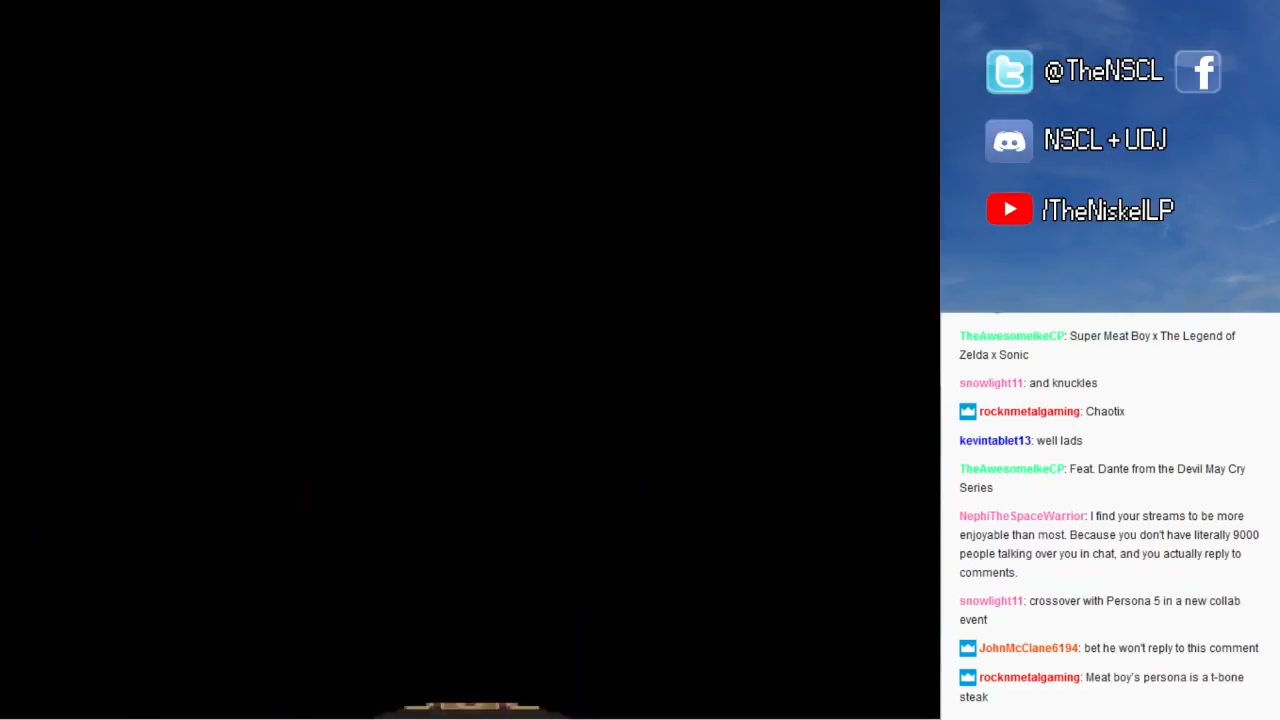 @TheNSCL
NSCL + UDJ
/TheNiskelLP
TheAwesomeIkeCP: Super Meat Boy x The Legend of
Zelda x Sonic
snowlight11: and knuckles
rocknmetalgaming: Chaotix
kevintablet13: well lads
TheAwesomeIkeCP: Feat. Dante from the Devil May Cry
Series
NephiTheSpaceWarrior: I find your streams to be more
enjoyable than most. Because you don't have literally 9000
people talking over you in chat, and you actually reply to
comments.
snowlight11: crossover with Persona 5 in a new collab
event
JohnMcClane6194: bet he won't reply to this comment
rocknmetalgaming: Meat boy's persona is a t-bone
steak